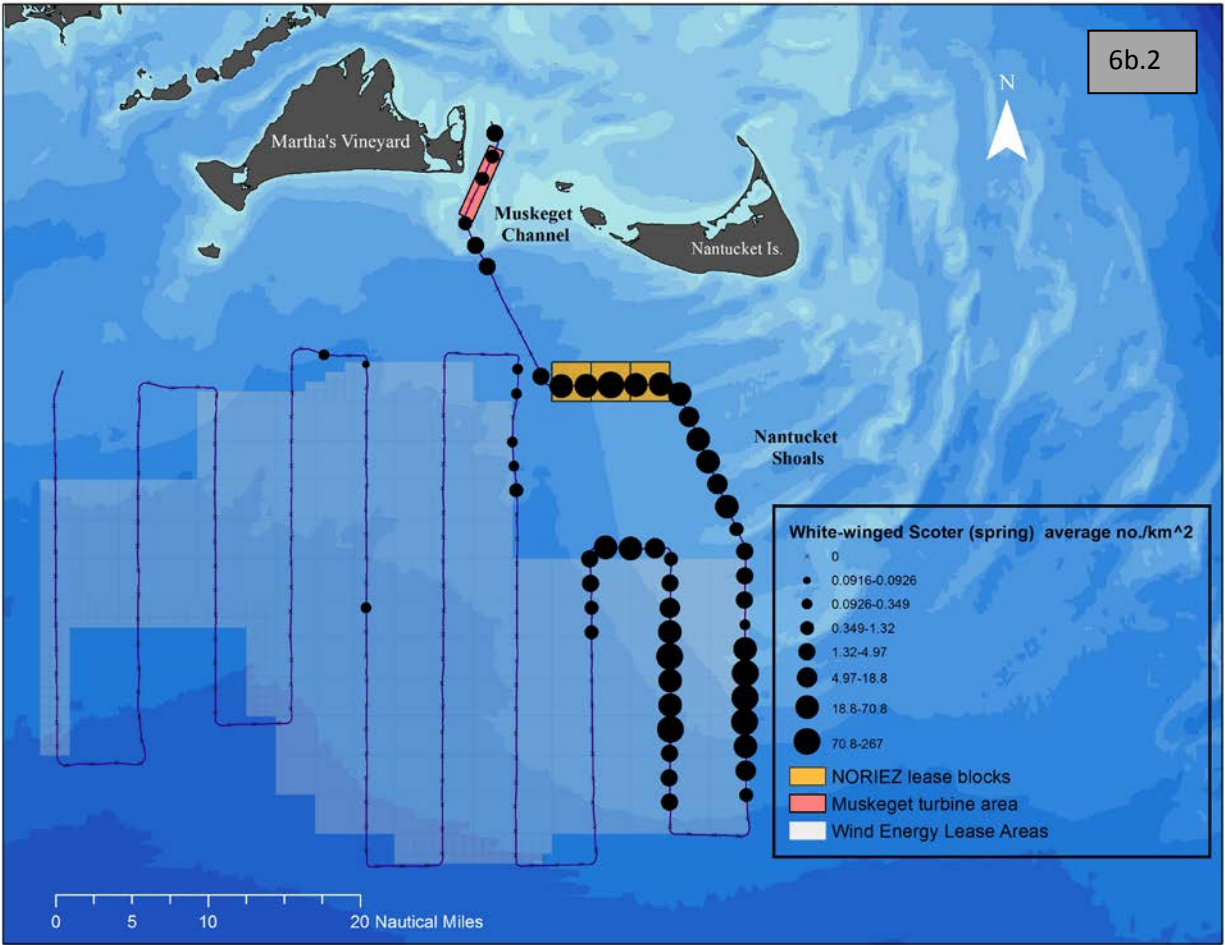 6b.2
N
Martha's Vineyard
Muskeget
Channel
Nantucket Is.
Nantucket
Shoals
White-winged Scoter (spring) average no./km^2
0
0.0916-0.0926
0.0926-0.349
0.349-1.32
1.32-4.97
4.97-18.8
18.8-70.8
70.8-267
NORIEZ lease blocks
Muskeget turbine area
Wind Energy Lease Areas
0 5 10 20 Nautical Miles